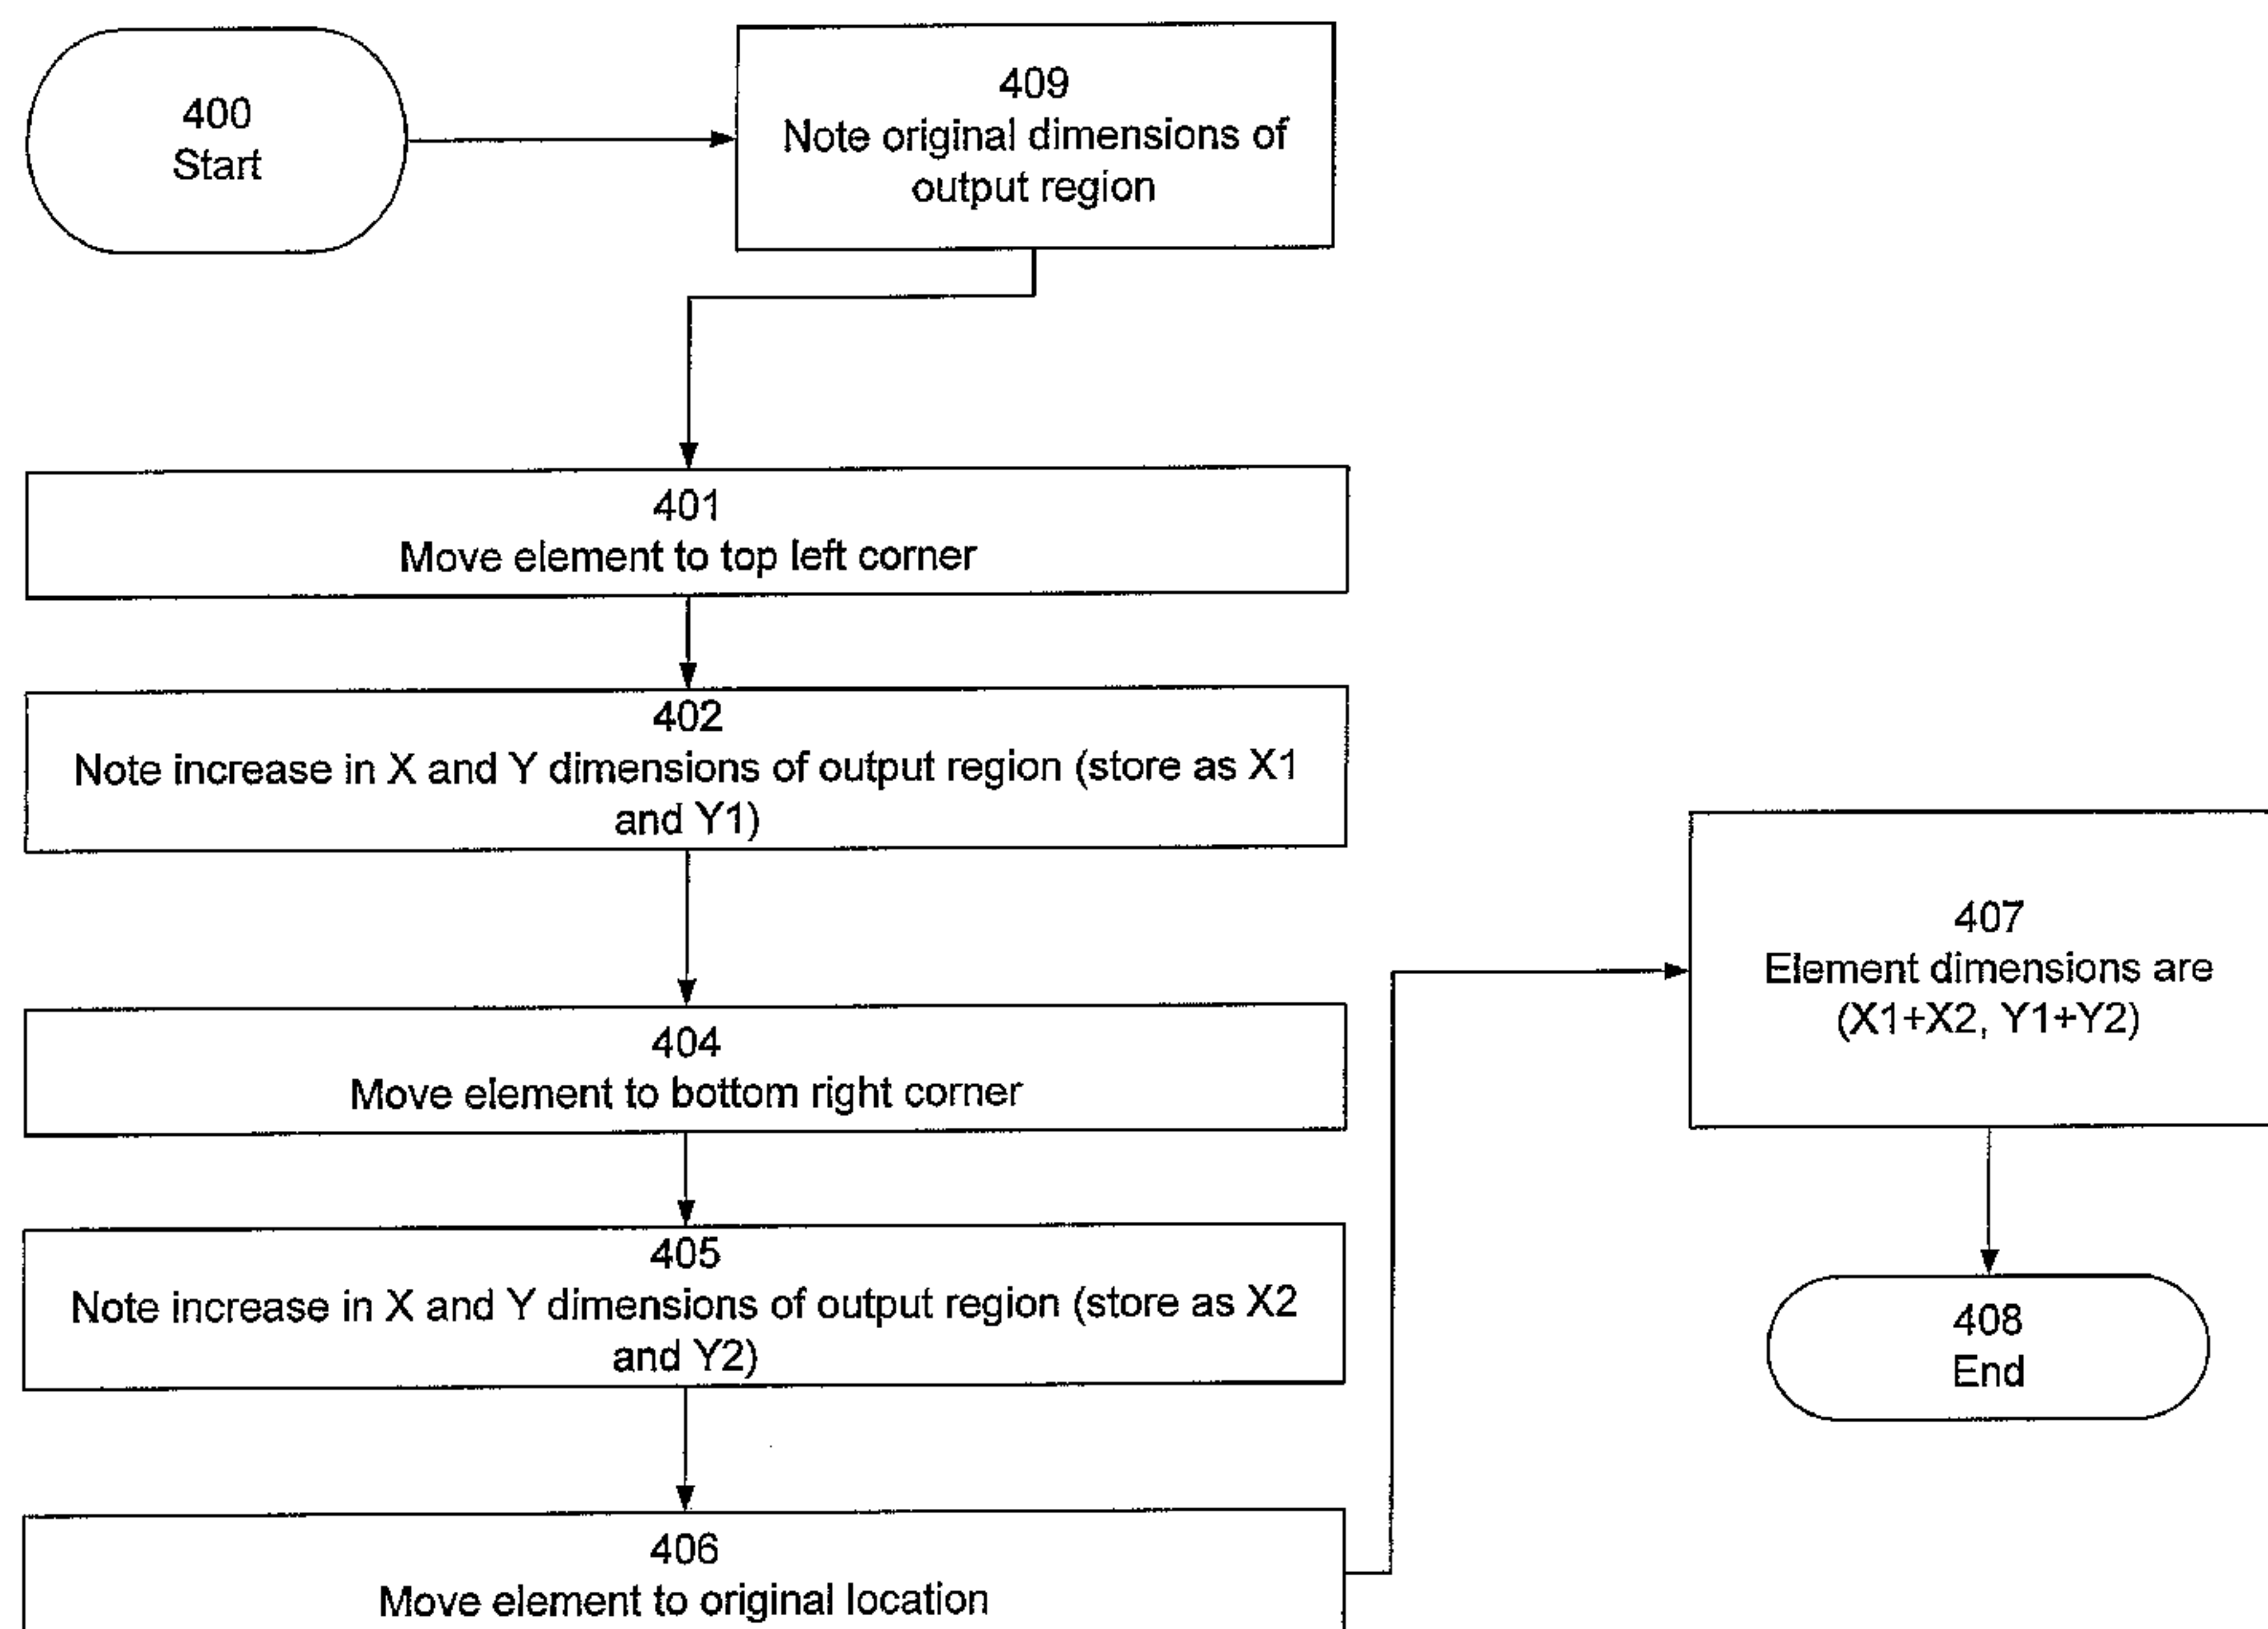 400
Start
409
Note original dimensions of
output region
401
Move element to top left corner
402
Note increase in X and Y dimensions of output region (store as X1
and Y1)
404
Move element to bottom right corner
405
Note increase in X and Y dimensions of output region (store as X2
and Y2)
406
Move element to original location
407
Element dimensions are
(X1+X2, Y1+Y2)
408
End